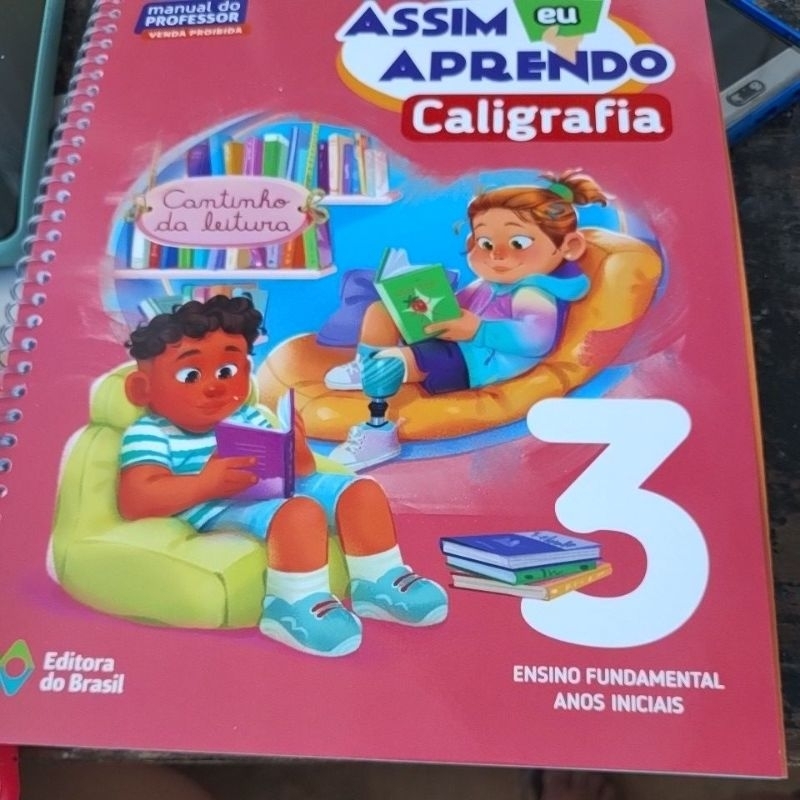 manual do
PROFESSOR
VENDA PROIBIDA
ASSIM eu
APRENDO
Caligrafia
Cantinho
da leitura
3
ENSINO FUNDAMENTAL
ANOS INICIAIS
Editora
do Brasil